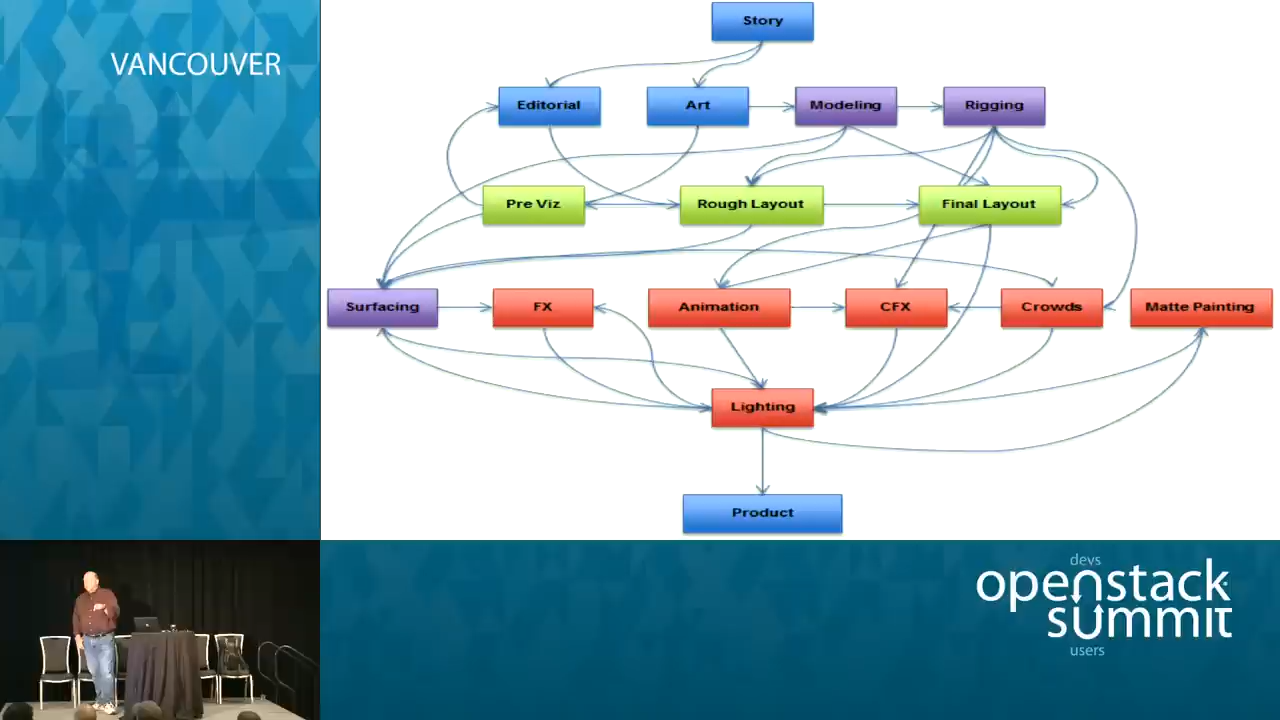 VANCOUVER
Story
Editorial
Art
Modeling
Rigging
Pre Viz
Rough Layout
Final Layout
Surfacing
FX
Animation
CFX
Crowds
Matte Painting
Lighting
Product
devs
openstack
summit
users